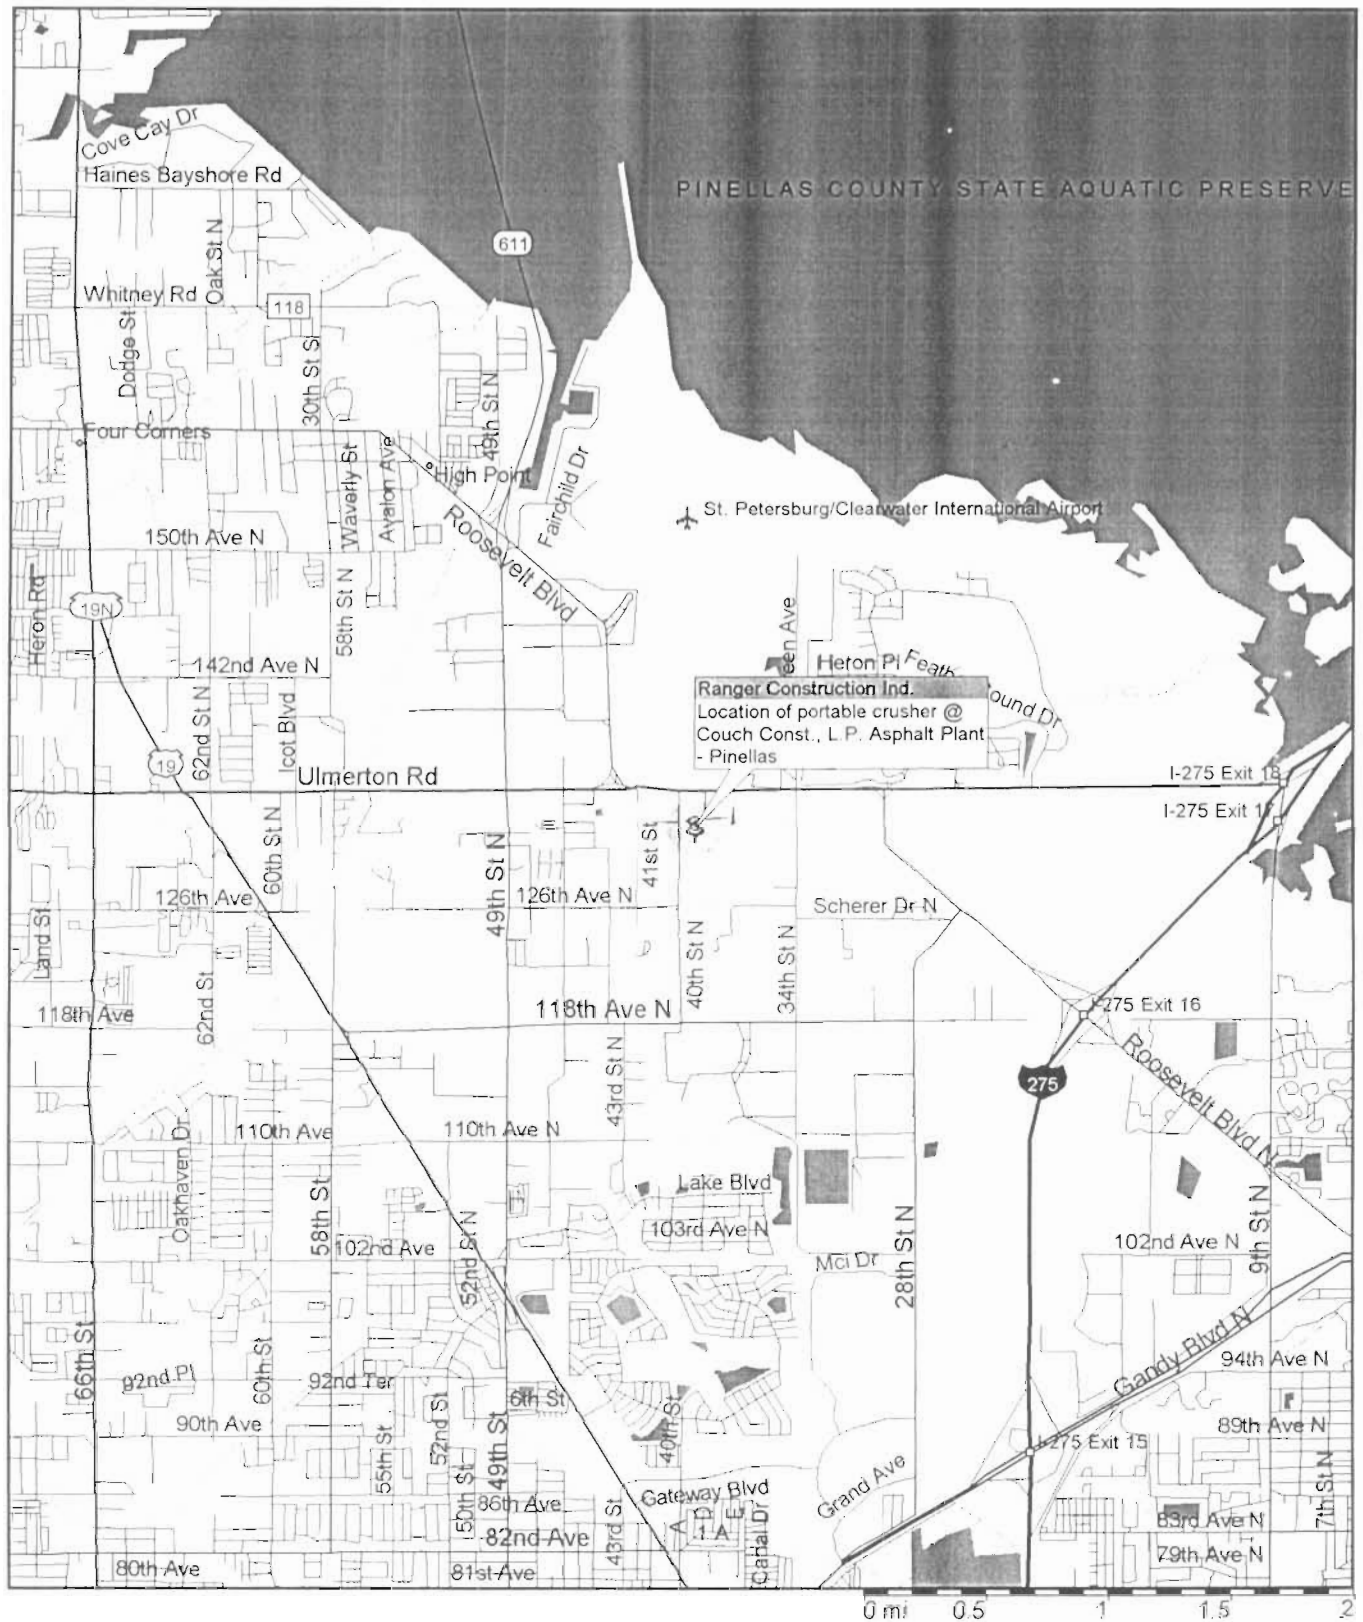 Cove Cay Dr
Haines Bayshore Rd
PINELLAS COUNTY STATE AQUATIC PRESERVE
Oak St N
611
Whitney Rd
118
Dodge St
30th St S
49th St N
Four Corners
Waverly St
Avalon Ave
High Point
Fairchild Dr
St. Petersburg/Clearwater International Airport
150th Ave N
Roosevelt Blvd
Heron Rd
19N
58th St N
een Ave
142nd Ave N
Heron Pl
Feath
ound Dr
Ranger Construction Ind.
Location of portable crusher @
Couch Const., L.P. Asphalt Plant
- Pinellas
62nd St N
Icot Blvd
19
Ulmerton Rd
I-275 Exit 18
I-275 Exit 17
60th St N
49th St N
41st St
126th Ave
126th Ave N
Scherer Dr N
Land St
62nd St
40th St N
34th St N
118th Ave
118th Ave N
I-275 Exit 16
Roosevelt Blvd N
275
43rd St N
Oakhaven Dr
110th Ave
110th Ave N
Lake Blvd
58th St
103rd Ave N
102nd Ave
52nd St N
Mci Dr
28th St N
102nd Ave N
9th St N
Gandy Blvd N
66th St
92nd Pl
60th St
92nd Ter
6th St
94th Ave N
90th Ave
55th St
52nd St
49th St
40th St
89th Ave N
I-275 Exit 15
50th St
86th Ave
43rd St
Gateway Blvd
Grand Ave
A
D
E
1 A
Canal Dr
7th St N
82nd Ave
83rd Ave N
80th Ave
81st Ave
79th Ave N
0 mi 0.5 1 1.5 2